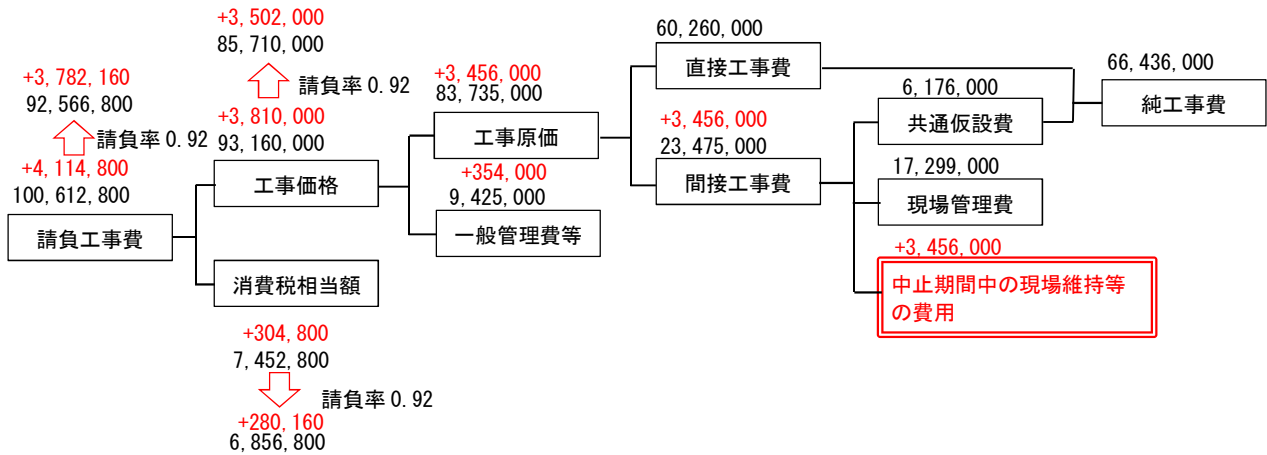 +3,502,000
85,710,000
60,260,000
直接工事費
66,436,000
純工事費
+3,782,160
92,566,800
請負率0.92
+3,456,000
83,735,000
工事原価
6,176,000
共通仮設費
請負率0.92
+3,810,000
93,160,000
工事価格
+3,456,000
23,475,000
間接工事費
+4,114,800
100,612,800
請負工事費
+354,000
9,425,000
一般管理費等
17,299,000
現場管理費
消費税相当額
+3,456,000
中止期間中の現場維持等
の費用
+304,800
7,452,800
請負率0.92
+280,160
6,856,800